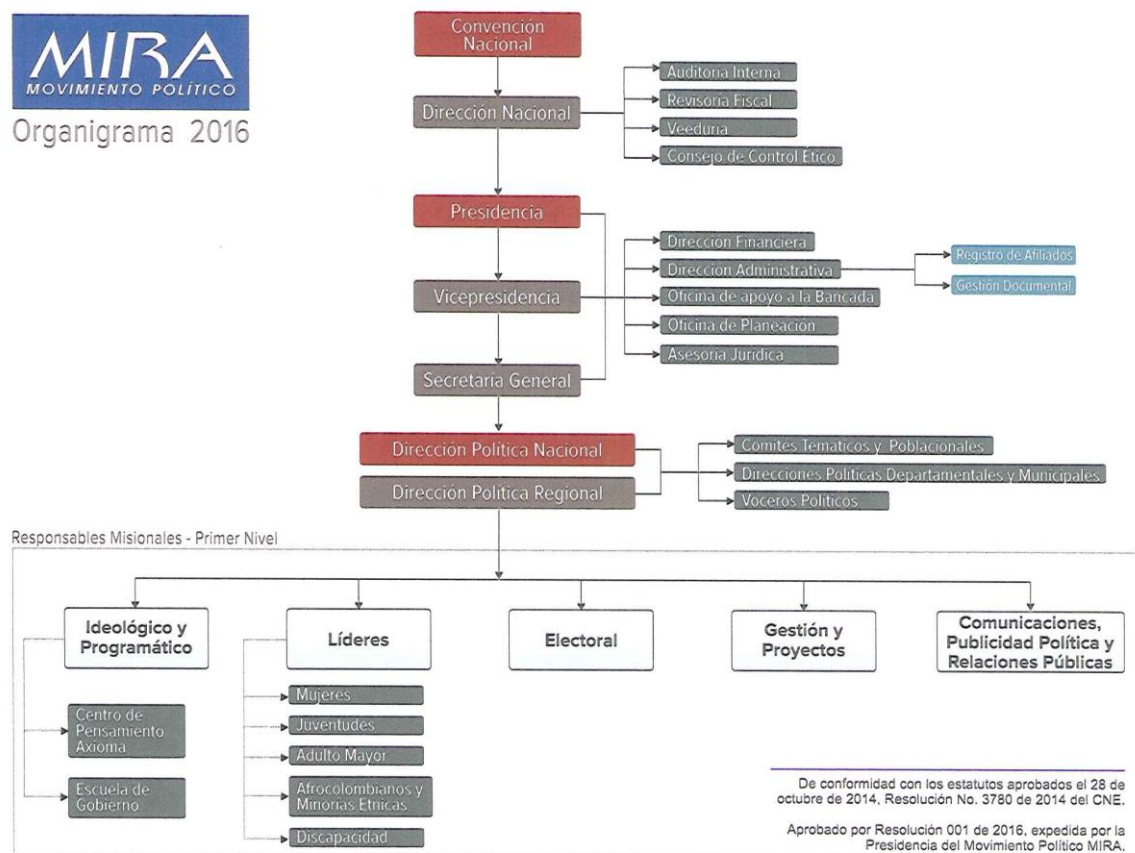 MIRA
MOVIMIENTO POLÍTICO
Organigrama 2016
Convención
Nacional
Dirección Nacional
Auditoria Interna
Revisoria Fiscal
Veeduria
Consejo de Control Ético
Presidencia
Vicepresidencia
Secretaría General
Dirección Financiera
Dirección Administrativa
Oficina de apoyo a la Bancada
Oficina de Planeación
Asesoria Jurídica
Registro de Afiliados
Gestión Documental
Dirección Política Nacional
Dirección Política Regional
Comites Tematicos y Poblacionales
Direcciones Politicas Departamentales y Municipales
Voceros Politicos
Responsables Misionales - Primer Nivel
Ideológico y
Programático
Centro de
Pensamiento
Axioma
Escuela de
Gobierno
Líderes
Mujeres
Juventudes
Adulto Mayor
Afrocolombianos y
Minorias Etnicas
Discapacidad
Electoral
Gestión y
Proyectos
Comunicaciones,
Publicidad Política y
Relaciones Públicas
De conformidad con los estatutos aprobados el 28 de
octubre de 2014, Resolución No. 3780 de 2014 del CNE.
Aprobado por Resolución 001 de 2016, expedida por la
Presidencia del Movimiento Político MIRA.